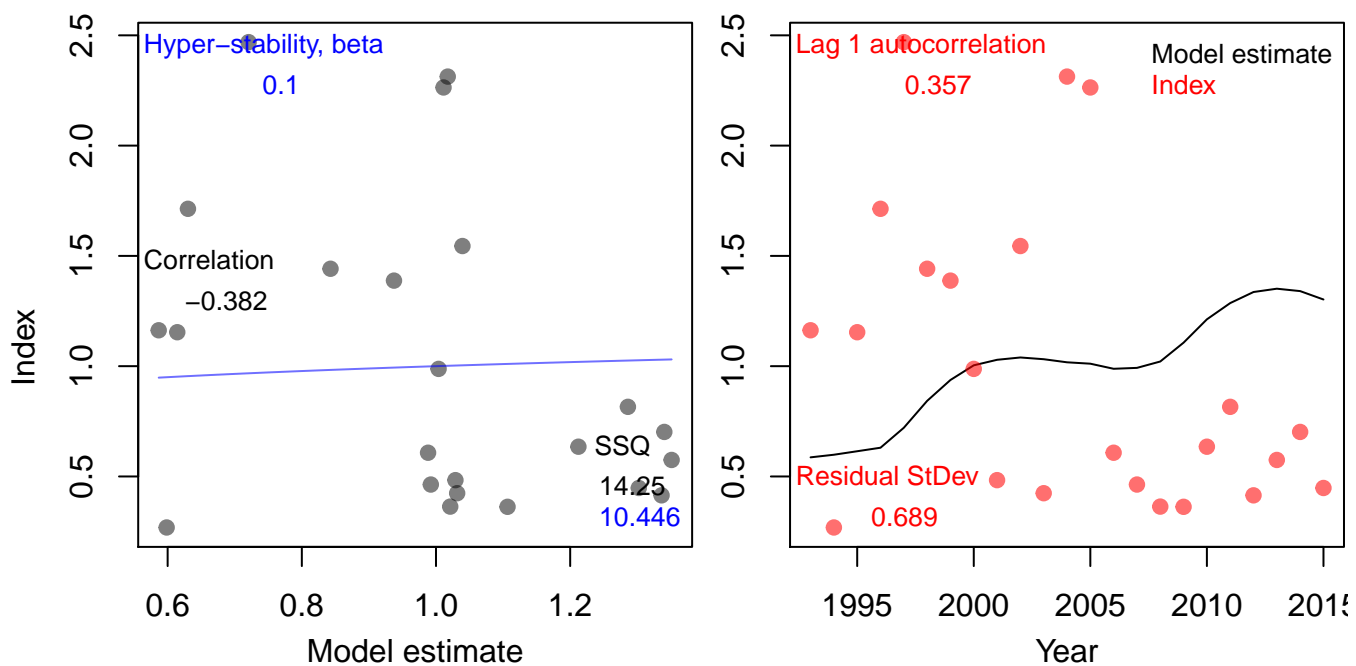 Hyper−stability, beta
0.1
Correlation
−0.382
SSQ
14.25
10.446
2.5
2.0
1.5
1.0
0.5
Index
0.6 0.8 1.0 1.2
Model estimate
Lag 1 autocorrelation
0.357
Model estimate
Index
Residual StDev
0.689
2.5
2.0
1.5
1.0
0.5
1995 2000 2005 2010 2015
Year